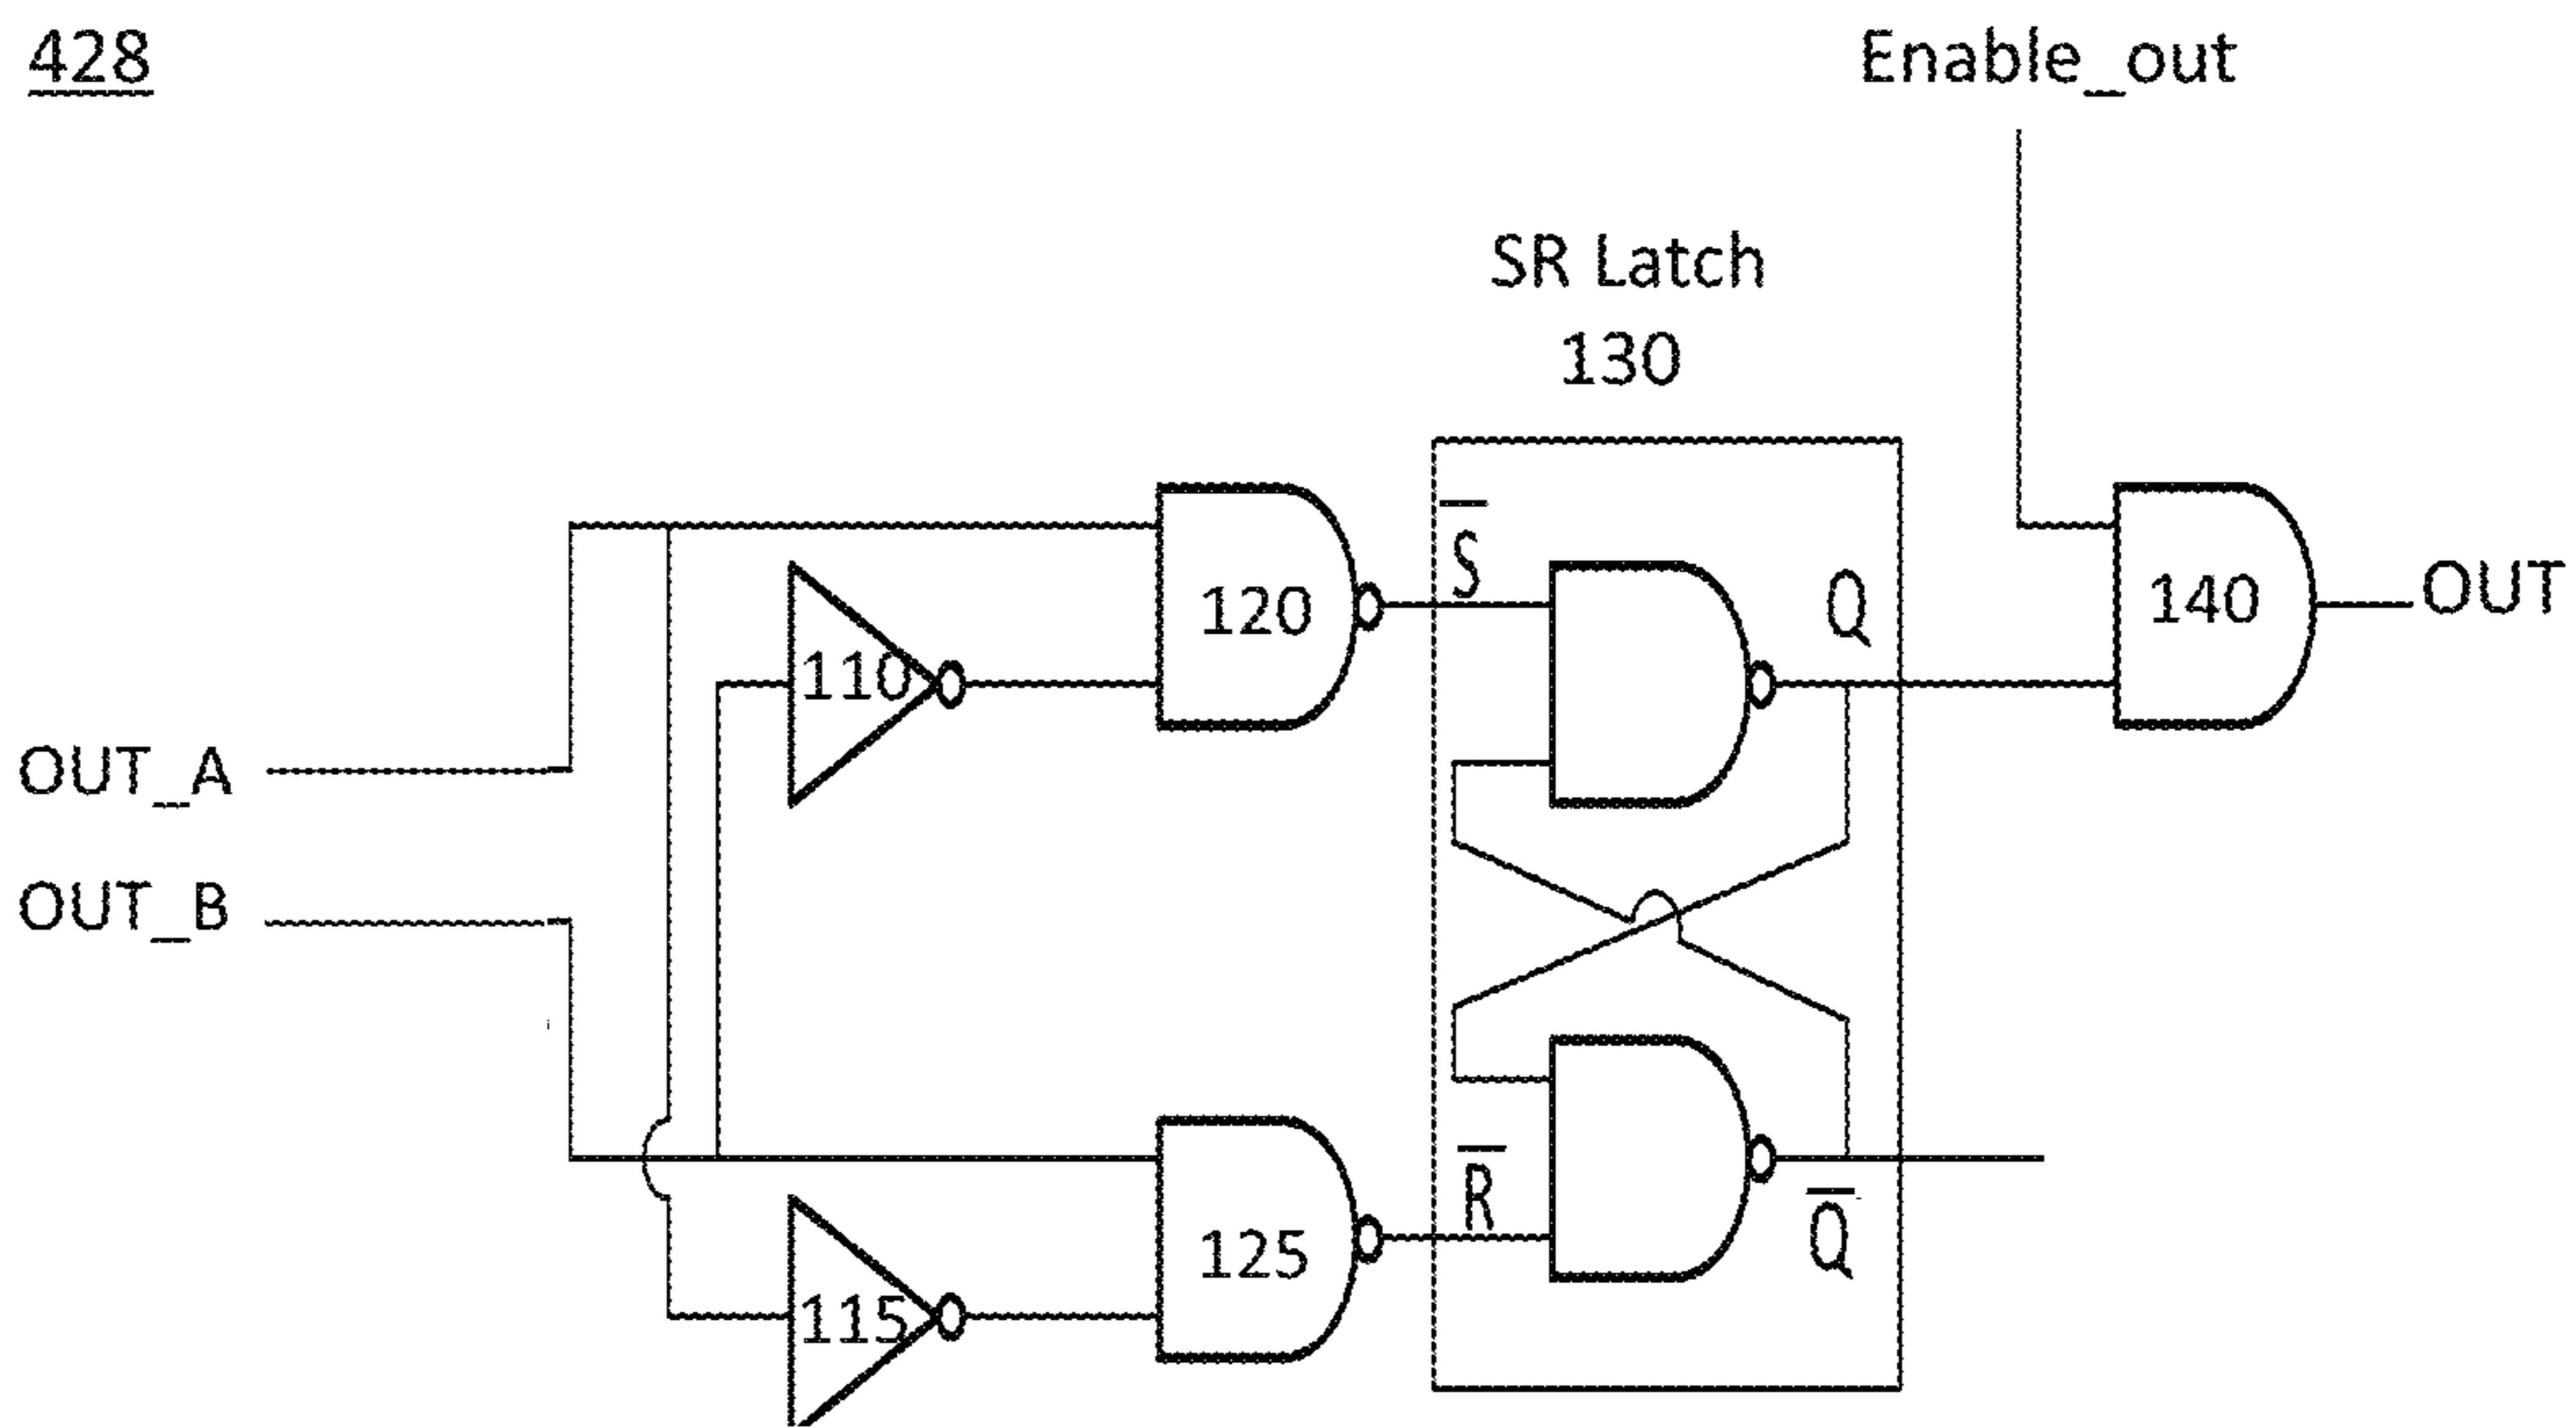 428
Enable_out
SR Latch
130
S̅
120
Q
140
OUT
110
OUT_A
OUT_B
R̅
125
Q̅
115